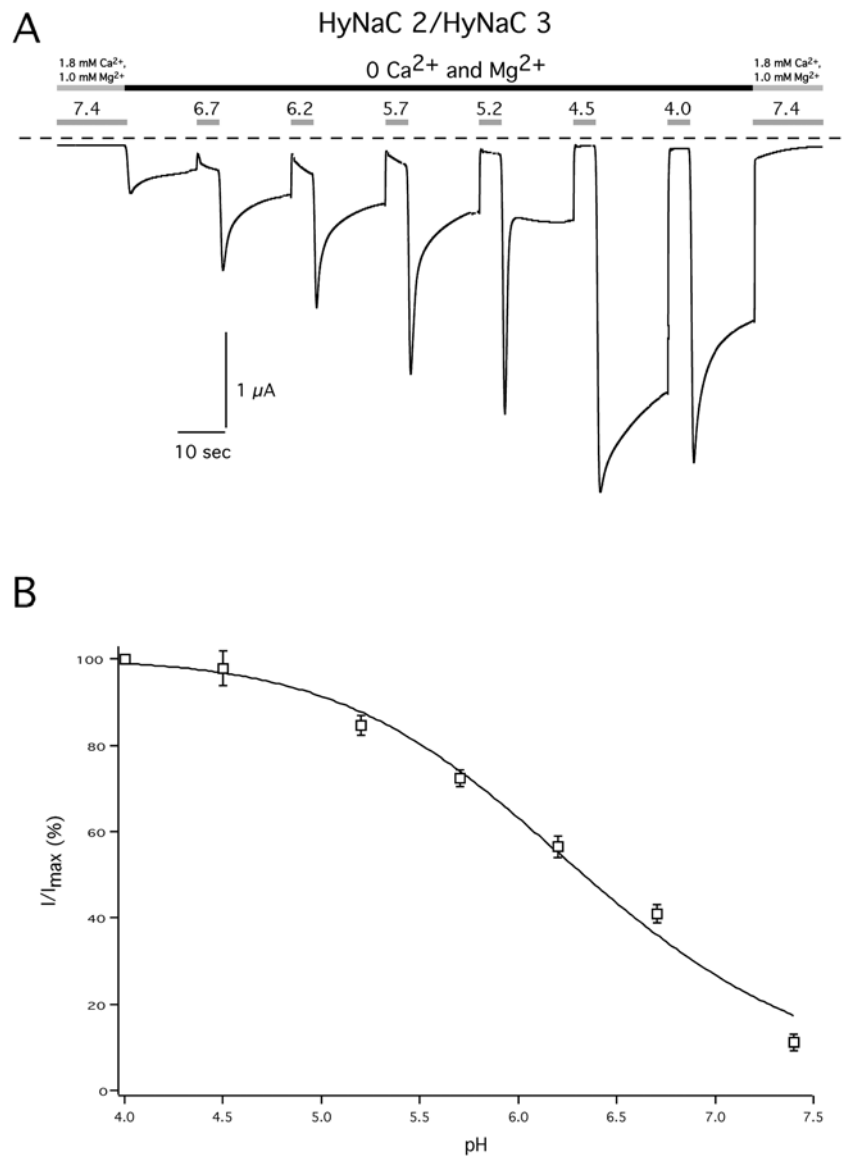 A
HyNaC 2/HyNaC 3
1.8 mM Ca2+,
1.0 mM Mg2+
0 Ca2+ and Mg2+
1.8 mM Ca2+,
1.0 mM Mg2+
7.4 6.7 6.2 5.7 5.2 4.5 4.0 7.4
1 µA
10 sec
B
100
80
60
40
20
0
I/Imax (%)
4.0 4.5 5.0 5.5 6.0 6.5 7.0 7.5
pH